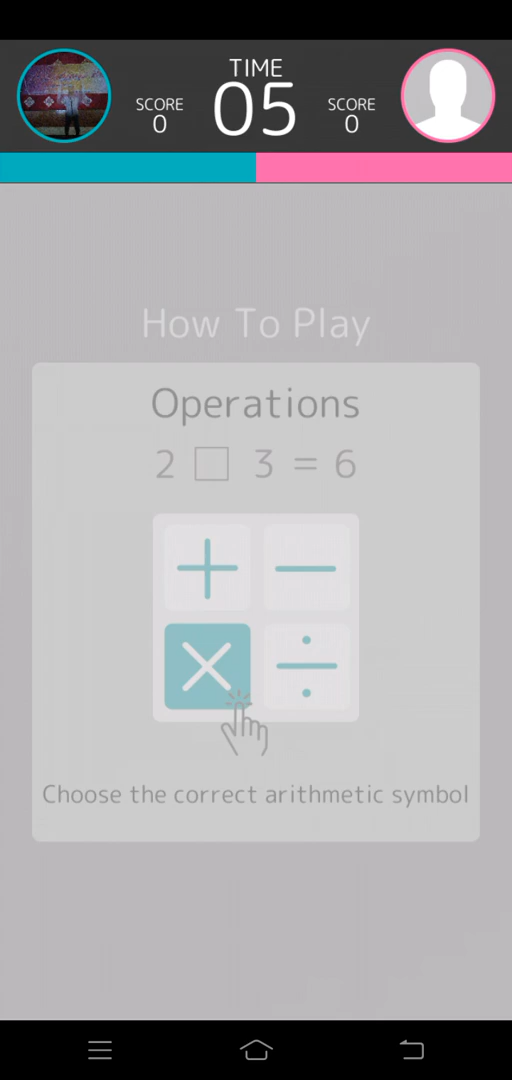 TIME
05
SCORE
0
SCORE
0
How To Play
Operations
2 □ 3 = 6
+ −
× ÷
Choose the correct arithmetic symbol